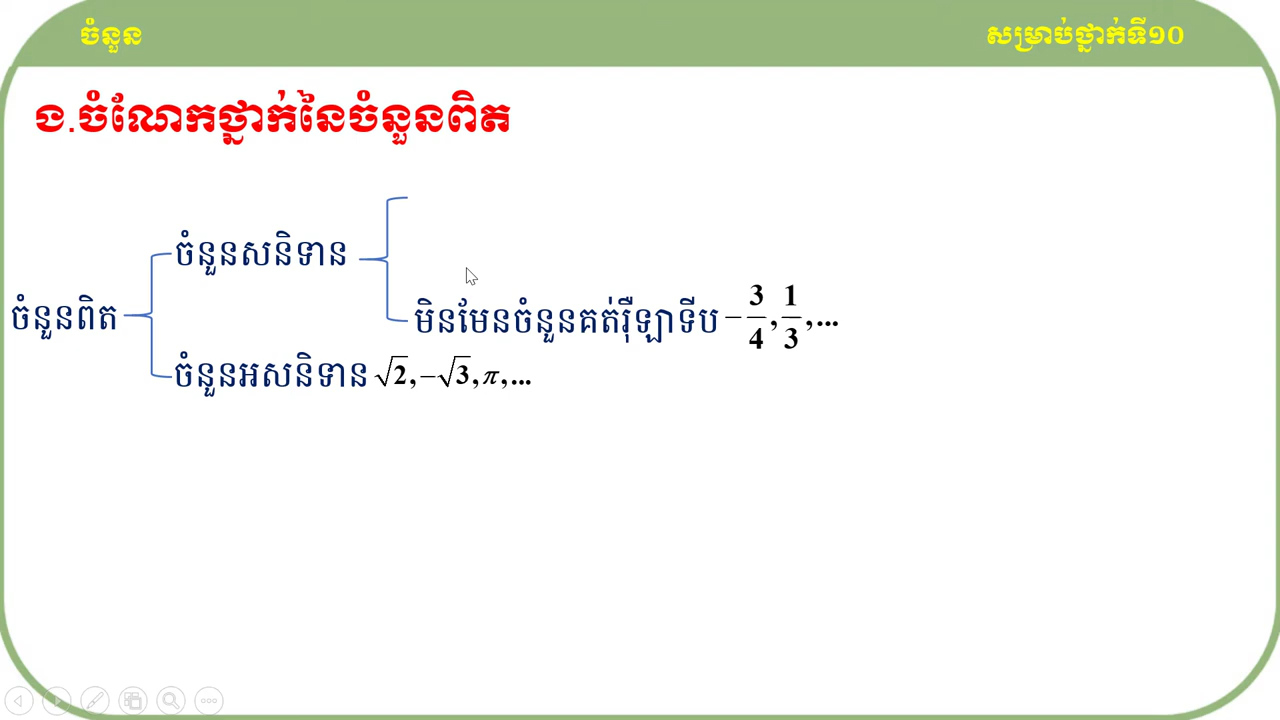 ចំនួន
សម្រាប់ថ្នាក់ទី១០
ង.ចំណែកថ្នាក់នៃចំនួនពិត
ចំនួនសនិទាន
មិនមែនចំនួនគត់រ៉ឺឡាទីប -3/4, 1/3, ...
ចំនួនពិត
ចំនួនអសនិទាន √2, -√3, π, ...